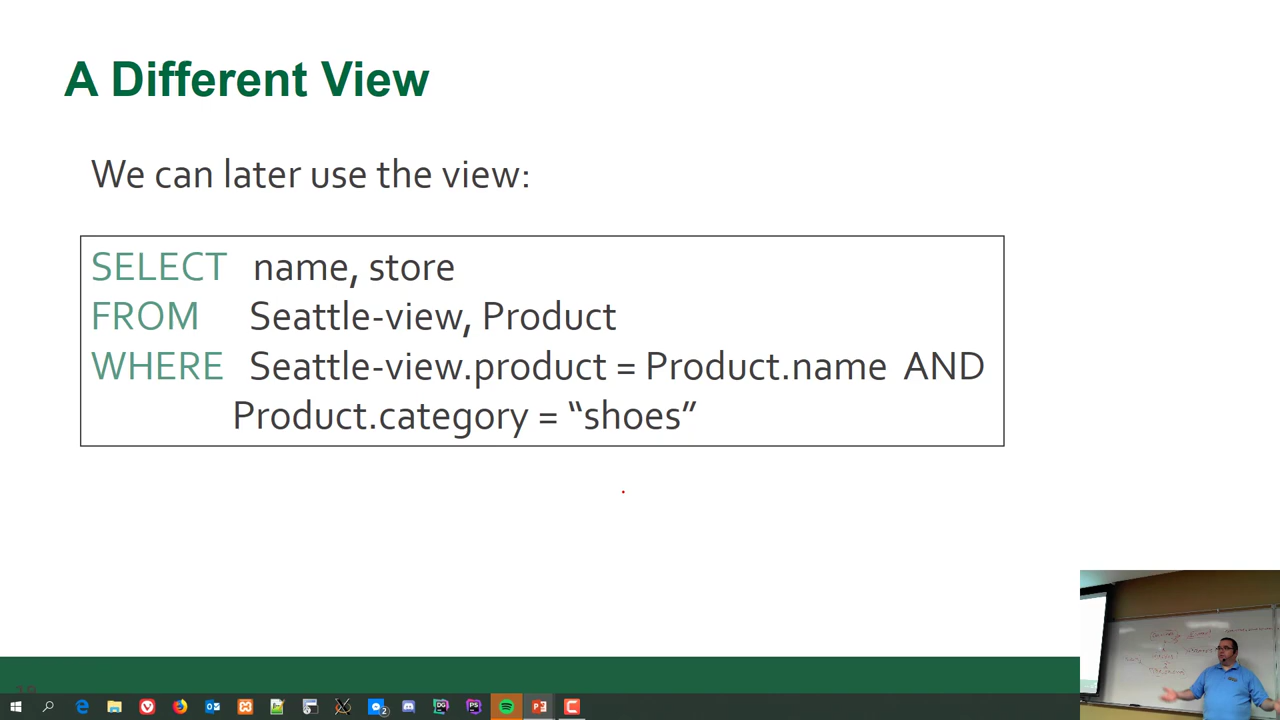 A Different View
We can later use the view:
SELECT name, store
FROM Seattle-view, Product
WHERE Seattle-view.product = Product.name AND
Product.category = “shoes”